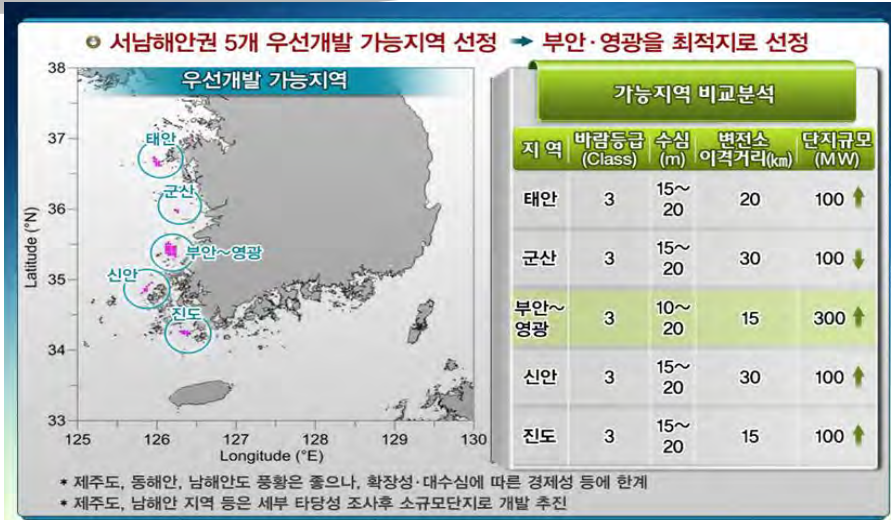 서남해안권 5개 우선개발 가능지역 선정 ➡ 부안·영광을 최적지로 선정
우선개발 가능지역
38
37
36
35
34
33
Latitude (°N)
125 126 127 128 129 130
Longitude (°E)
태안
군산
부안~영광
신안
진도
가능지역 비교분석
지 역 바람등급 (Class) 수심 (m) 변전소 이격거리(㎞) 단지규모 (MW)
태안 3 15~20 20 100 ↑
군산 3 15~20 30 100 ↓
부안~영광 3 10~20 15 300 ↑
신안 3 15~20 30 100 ↑
진도 3 15~20 15 100 ↑
* 제주도, 동해안, 남해안도 풍황은 좋으나, 확장성·대수심에 따른 경제성 등에 한계
* 제주도, 남해안 지역 등은 세부 타당성 조사후 소규모단지로 개발 추진